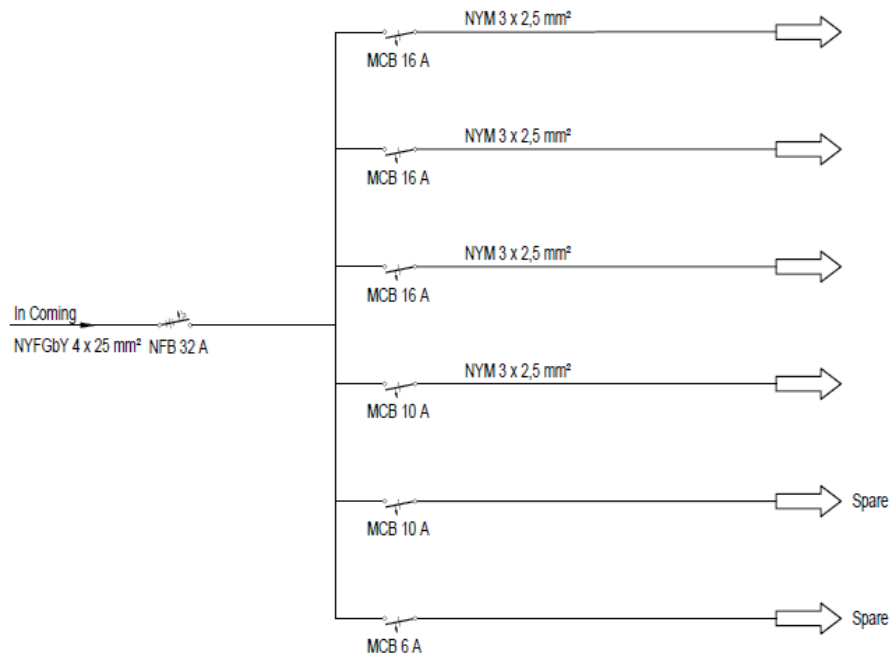 NYM 3 x 2,5 mm²
MCB 16 A
NYM 3 x 2,5 mm²
MCB 16 A
NYM 3 x 2,5 mm²
MCB 16 A
In Coming
NYFGbY 4 x 25 mm² NFB 32 A
NYM 3 x 2,5 mm²
MCB 10 A
Spare
MCB 10 A
Spare
MCB 6 A